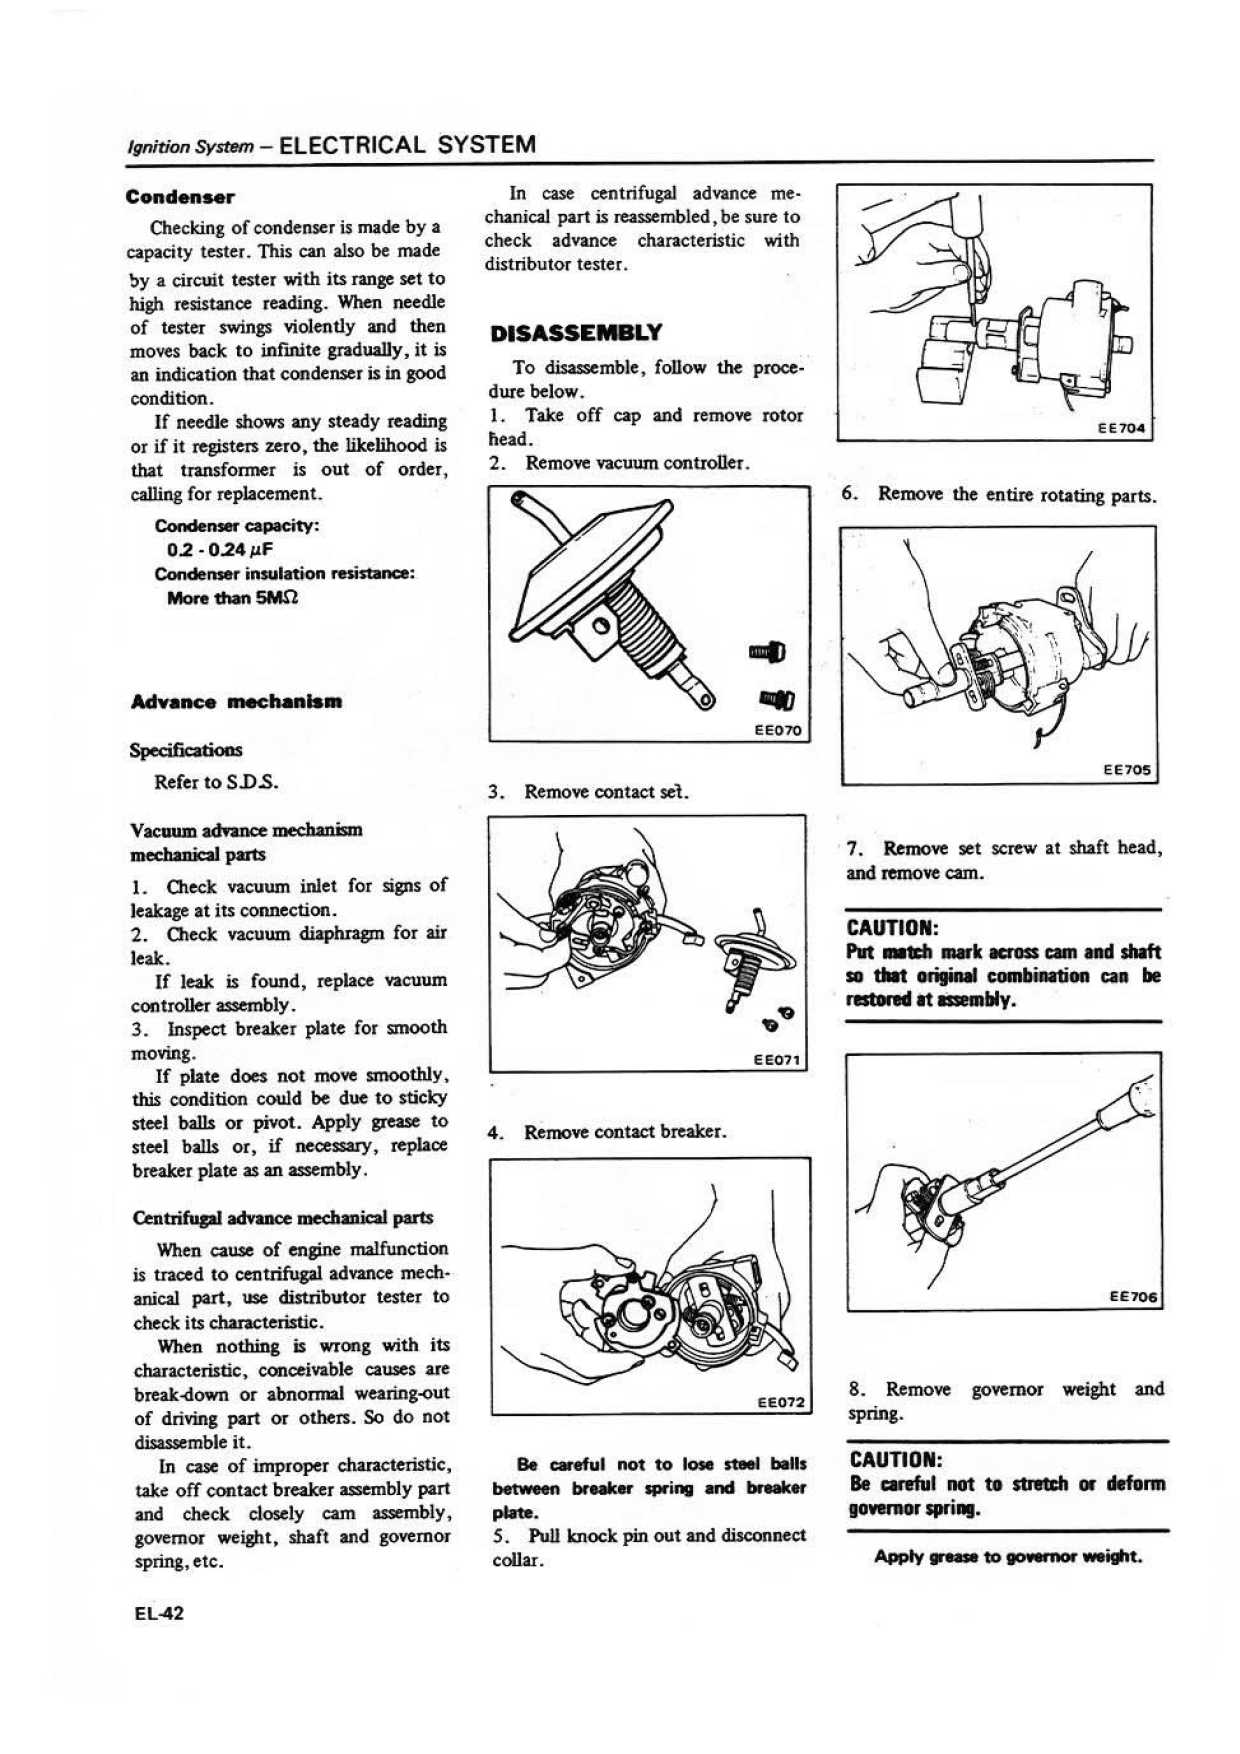 Ignition System – ELECTRICAL SYSTEM
Condenser
Checking of condenser is made by a
capacity tester. This can also be made
by a circuit tester with its range set to
high resistance reading. When needle
of tester swings violently and then
moves back to infinite gradually, it is
an indication that condenser is in good
condition.
If needle shows any steady reading
or if it registers zero, the likelihood is
that transformer is out of order,
calling for replacement.
Condenser capacity:
0.2 - 0.24 μF
Condenser insulation resistance:
More than 5MΩ
Advance mechanism
Specifications
Refer to S.D.S.
Vacuum advance mechanism
mechanical parts
1. Check vacuum inlet for signs of
leakage at its connection.
2. Check vacuum diaphragm for air
leak.
If leak is found, replace vacuum
controller assembly.
3. Inspect breaker plate for smooth
moving.
If plate does not move smoothly,
this condition could be due to sticky
steel balls or pivot. Apply grease to
steel balls or, if necessary, replace
breaker plate as an assembly.
Centrifugal advance mechanical parts
When cause of engine malfunction
is traced to centrifugal advance mech-
anical part, use distributor tester to
check its characteristic.
When nothing is wrong with its
characteristic, conceivable causes are
break-down or abnormal wearing-out
of driving part or others. So do not
disassemble it.
In case of improper characteristic,
take off contact breaker assembly part
and check closely cam assembly,
governor weight, shaft and governor
spring, etc.
In case centrifugal advance me-
chanical part is reassembled, be sure to
check advance characteristic with
distributor tester.
DISASSEMBLY
To disassemble, follow the proce-
dure below.
1. Take off cap and remove rotor
head.
2. Remove vacuum controller.
EE070
3. Remove contact set.
EE071
4. Remove contact breaker.
EE072
Be careful not to lose steel balls
between breaker spring and breaker
plate.
5. Pull knock pin out and disconnect
collar.
EE704
6. Remove the entire rotating parts.
EE705
7. Remove set screw at shaft head,
and remove cam.
CAUTION:
Put match mark across cam and shaft
so that original combination can be
restored at assembly.
EE706
8. Remove governor weight and
spring.
CAUTION:
Be careful not to stretch or deform
governor spring.
Apply grease to governor weight.
EL-42